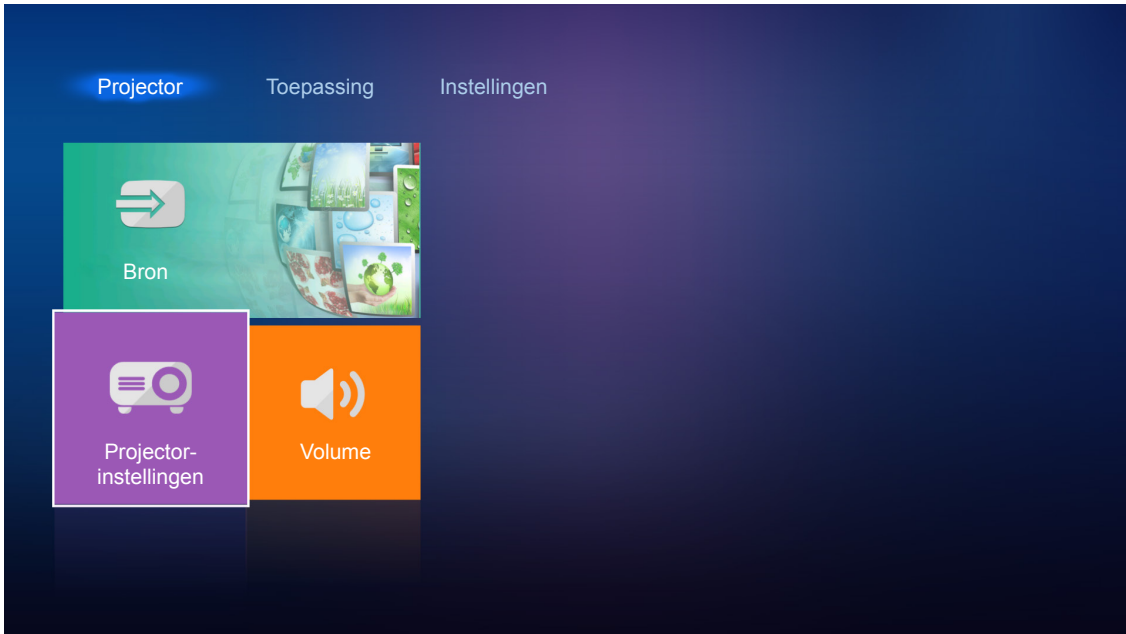 Projector
Toepassing
Instellingen
Bron
Projector-
instellingen
Volume